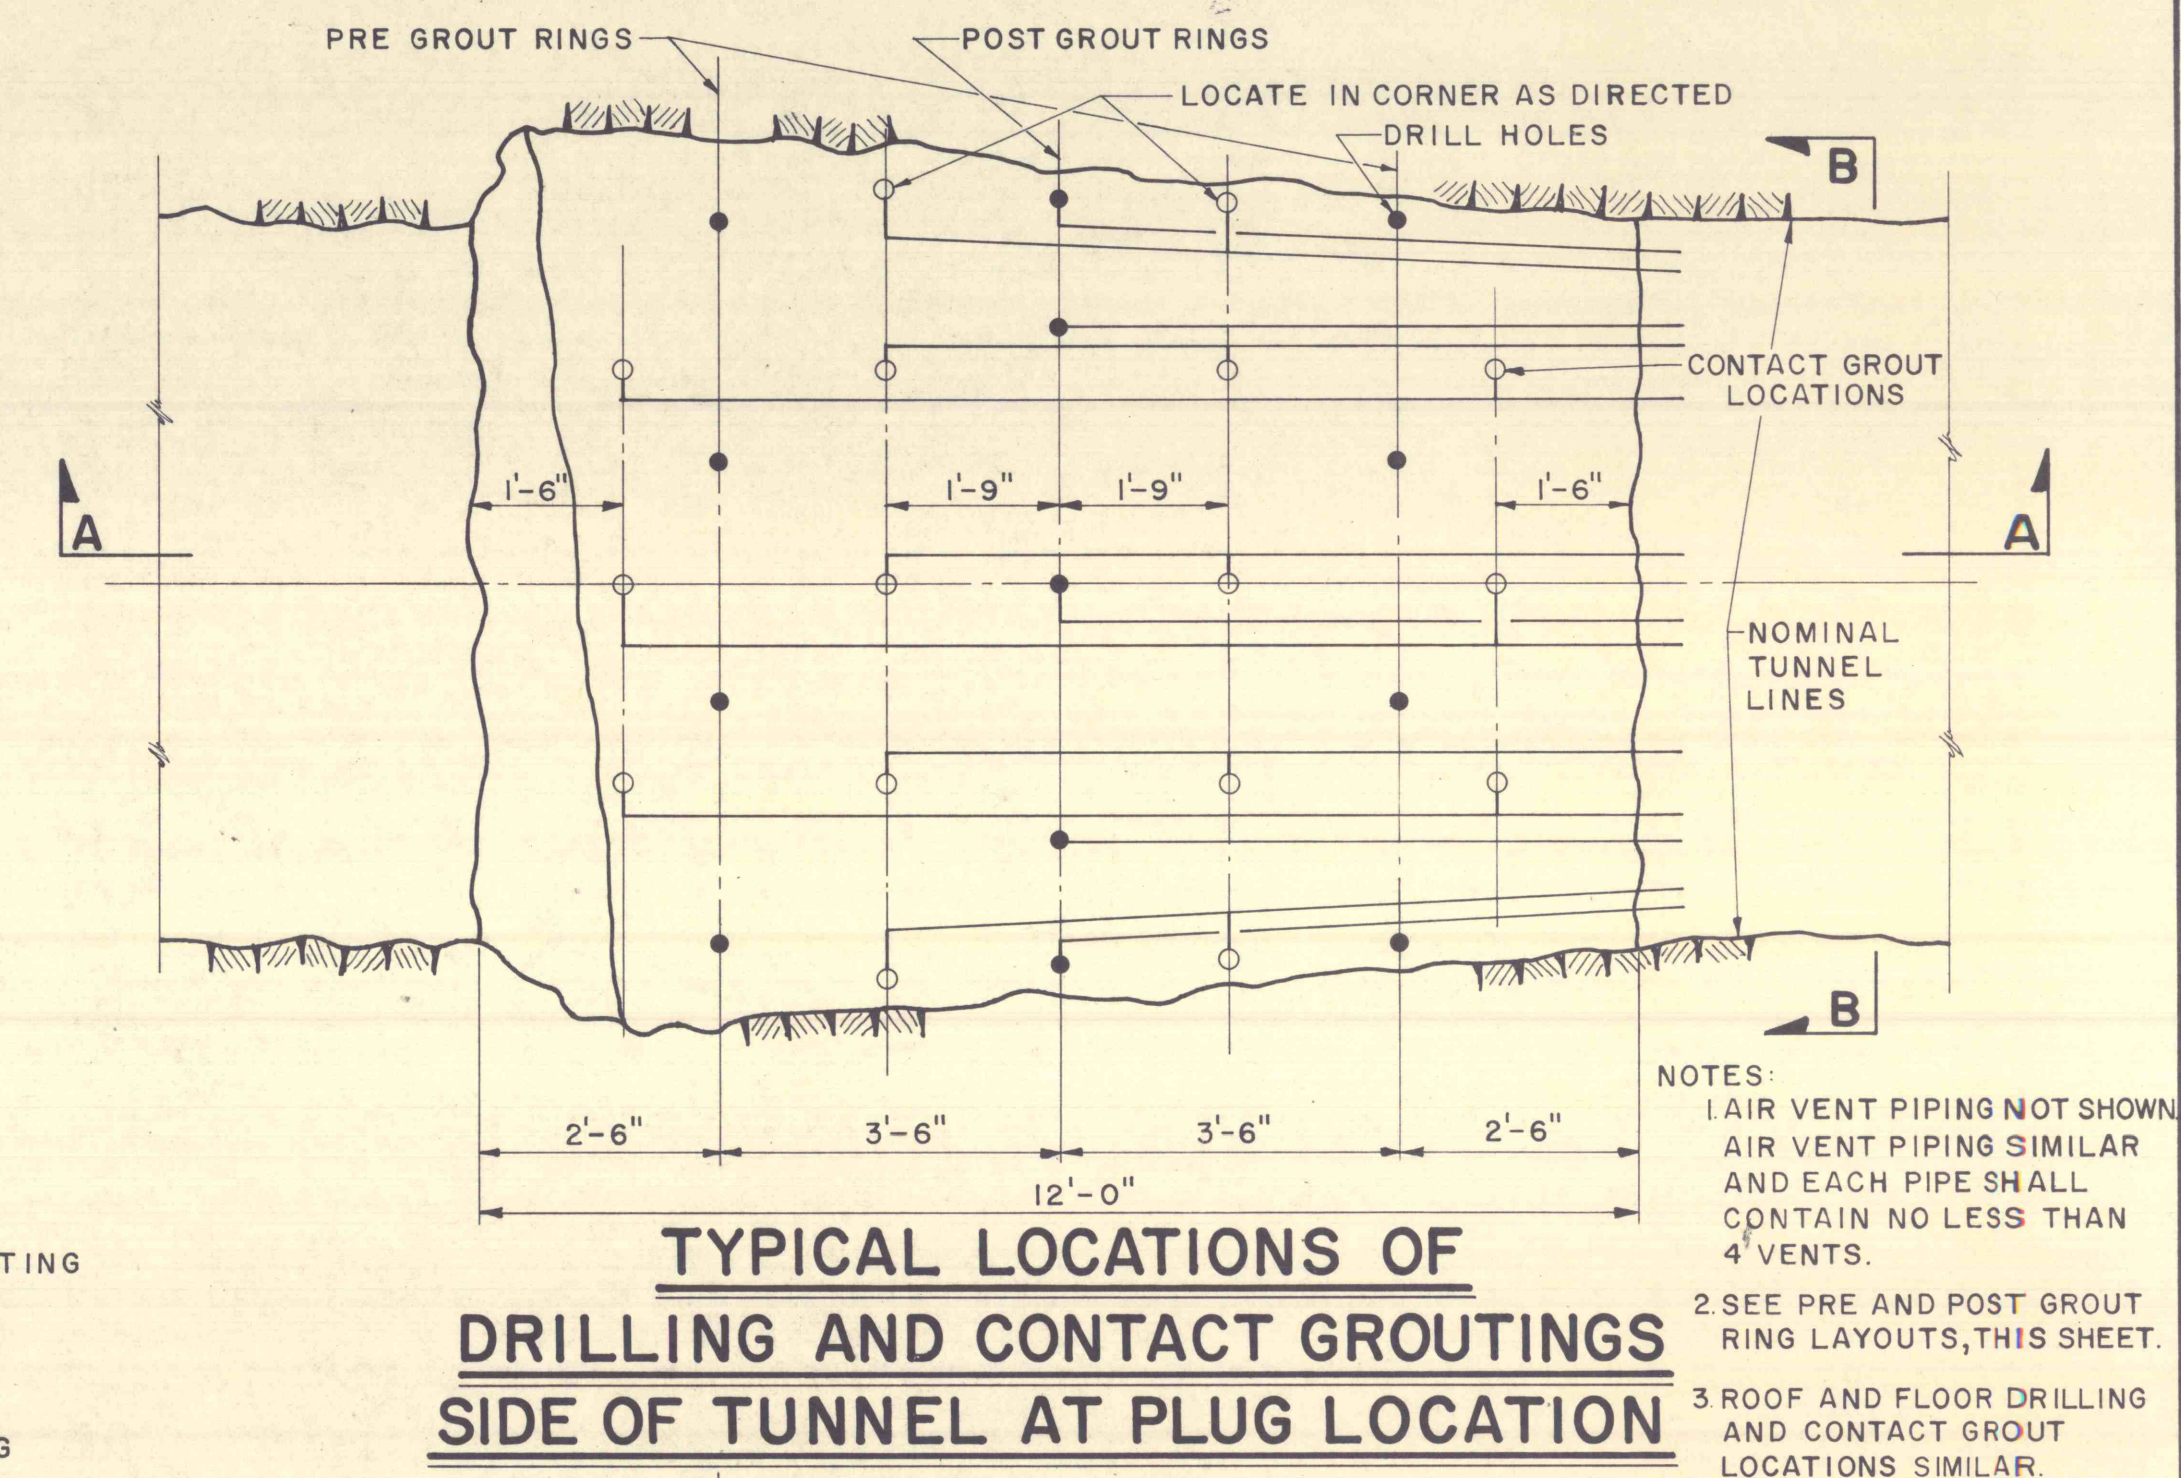 PRE GROUT RINGS
POST GROUT RINGS
LOCATE IN CORNER AS DIRECTED
DRILL HOLES
B
CONTACT GROUT
LOCATIONS
1'-6"
1'-9"
1'-9"
1'-6"
A
A
NOMINAL
TUNNEL
LINES
B
2'-6"
3'-6"
3'-6"
2'-6"
12'-0"
TYPICAL LOCATIONS OF
DRILLING AND CONTACT GROUTINGS
SIDE OF TUNNEL AT PLUG LOCATION
NOTES:
1. AIR VENT PIPING NOT SHOWN.
AIR VENT PIPING SIMILAR
AND EACH PIPE SHALL
CONTAIN NO LESS THAN
4 VENTS.
2. SEE PRE AND POST GROUT
RING LAYOUTS, THIS SHEET.
3. ROOF AND FLOOR DRILLING
AND CONTACT GROUT
LOCATIONS SIMILAR.
TING
G